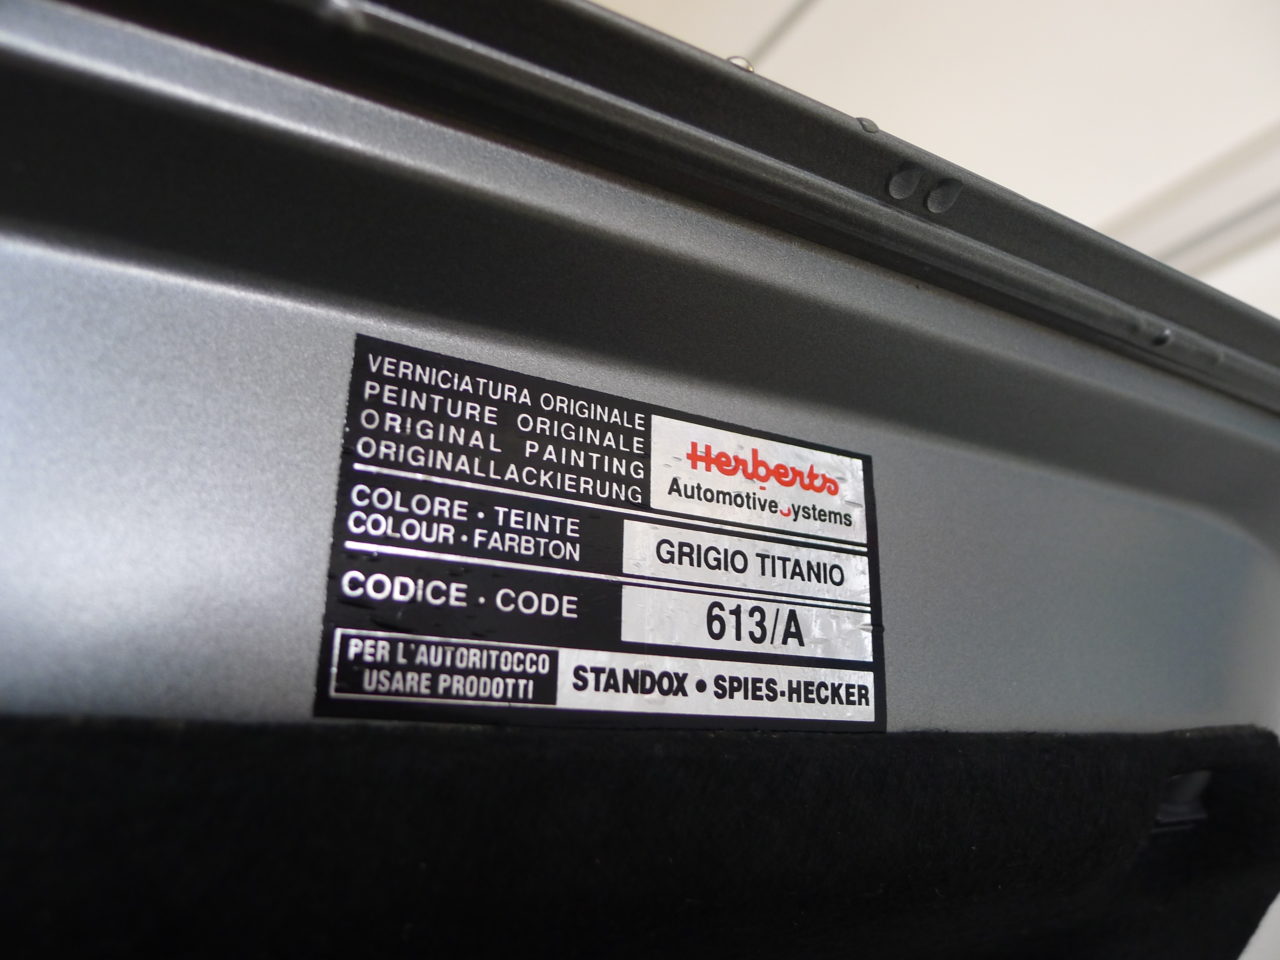 VERNICIATURA ORIGINALE
PEINTURE ORIGINALE
ORIGINAL PAINTING
ORIGINALLACKIERUNG
Herberts
Automotive Systems
COLORE · TEINTE
COLOUR · FARBTON
GRIGIO TITANIO
CODICE · CODE
613/A
PER L'AUTORITOCCO
USARE PRODOTTI
STANDOX • SPIES-HECKER